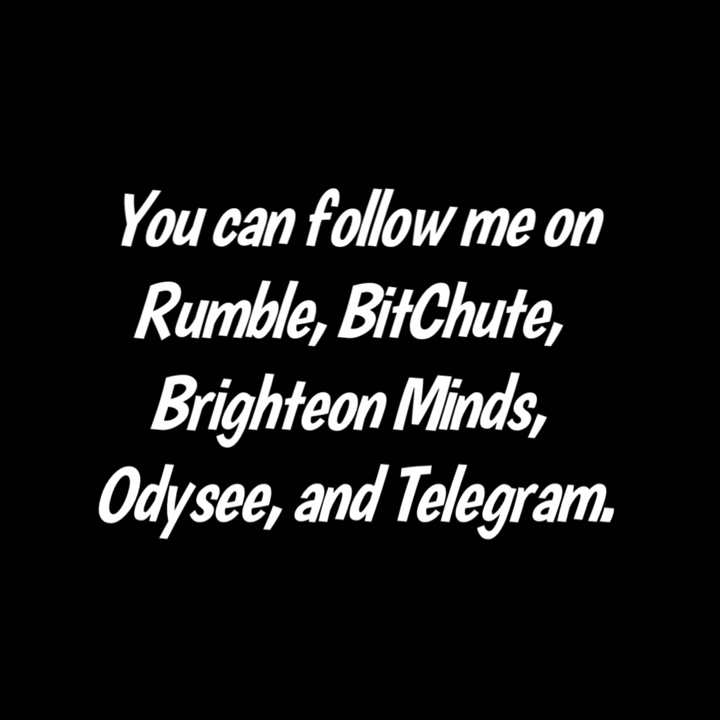 You can follow me on
Rumble, BitChute,
Brighteon Minds,
Odysee, and Telegram.